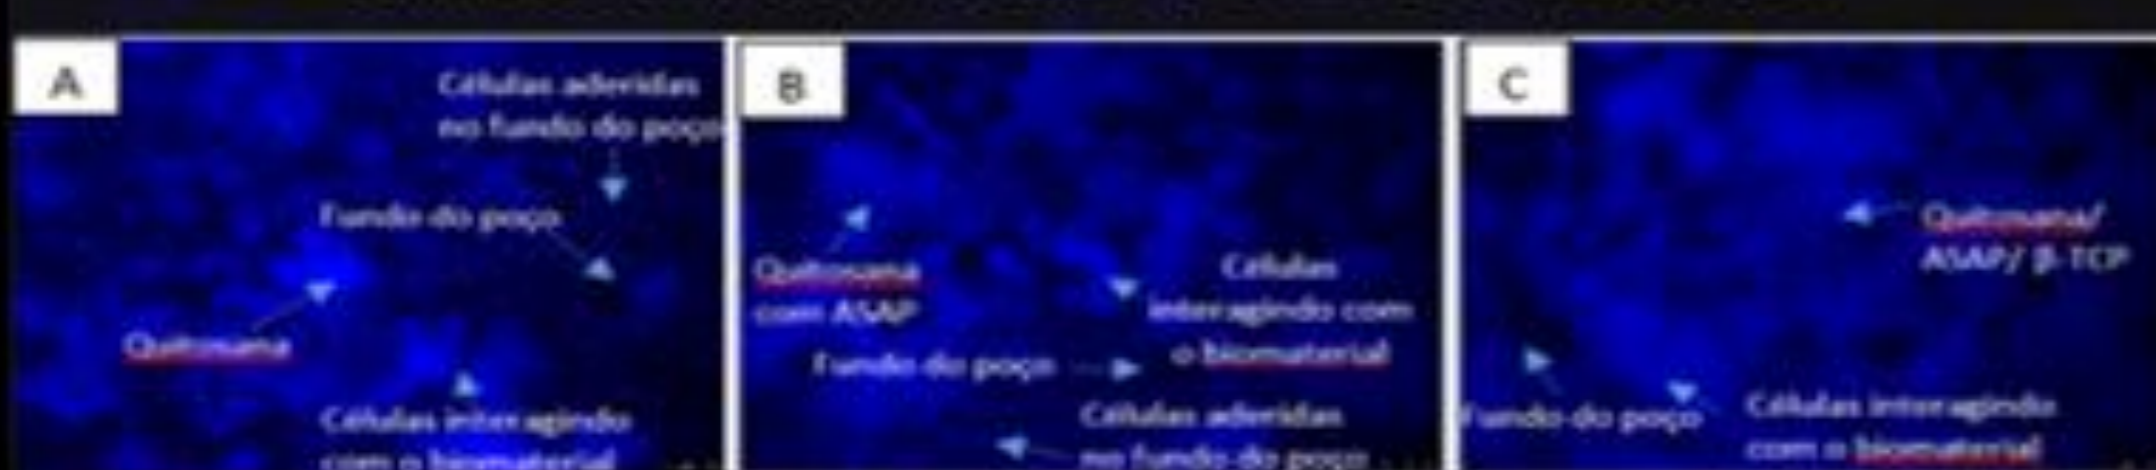 A
Células aderidas
no fundo do poço
Fundo do poço
Quitosana
Células interagindo
com o biomaterial
B
Quitosana
com ASAP
Células
interagindo com
o biomaterial
Fundo do poço
Células aderidas
no fundo do poço
C
Quitosana/
ASAP/ β-TCP
Fundo do poço
Células interagindo
com o biomaterial